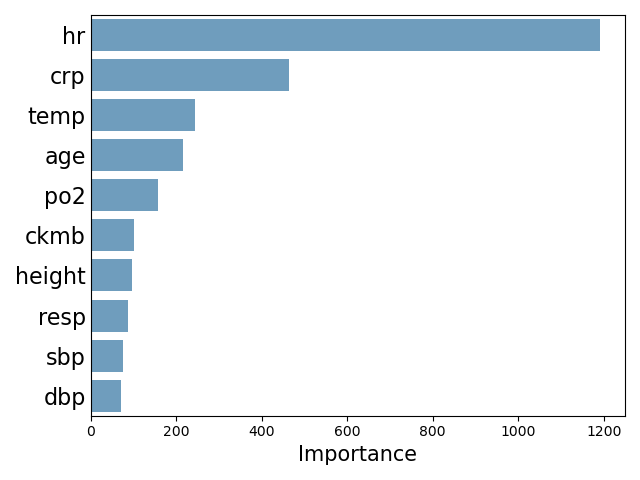 hr
crp
temp
age
po2
ckmb
height
resp
sbp
dbp
0 200 400 600 800 1000 1200
Importance